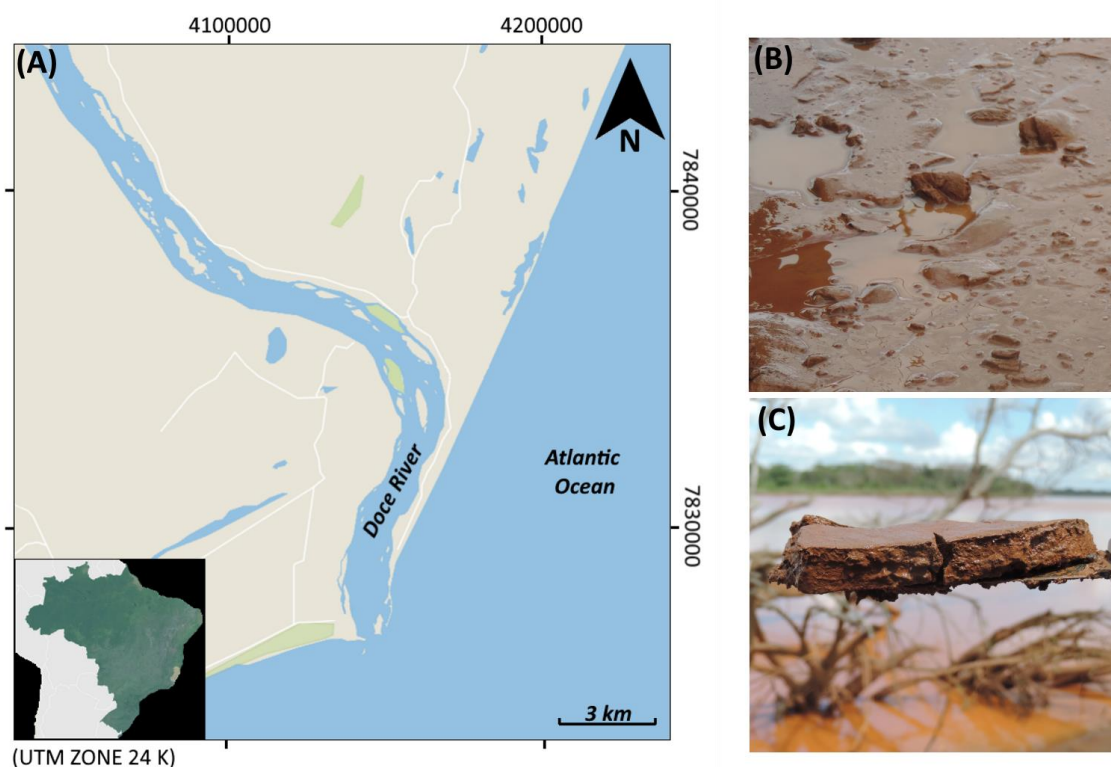 4100000
4200000
(A)
N
7840000
Atlantic
Ocean
Doce River
7830000
3 km
(UTM ZONE 24 K)
(B)
(C)